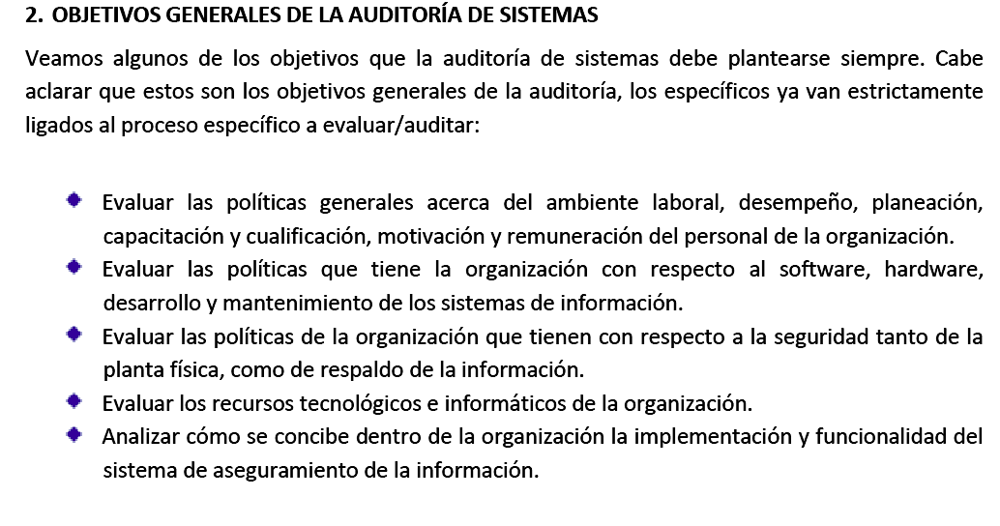 2. OBJETIVOS GENERALES DE LA AUDITORÍA DE SISTEMAS
Veamos algunos de los objetivos que la auditoría de sistemas debe plantearse siempre. Cabe
aclarar que estos son los objetivos generales de la auditoría, los específicos ya van estrictamente
ligados al proceso específico a evaluar/auditar:
Evaluar las políticas generales acerca del ambiente laboral, desempeño, planeación,
capacitación y cualificación, motivación y remuneración del personal de la organización.
Evaluar las políticas que tiene la organización con respecto al software, hardware,
desarrollo y mantenimiento de los sistemas de información.
Evaluar las políticas de la organización que tienen con respecto a la seguridad tanto de la
planta física, como de respaldo de la información.
Evaluar los recursos tecnológicos e informáticos de la organización.
Analizar cómo se concibe dentro de la organización la implementación y funcionalidad del
sistema de aseguramiento de la información.